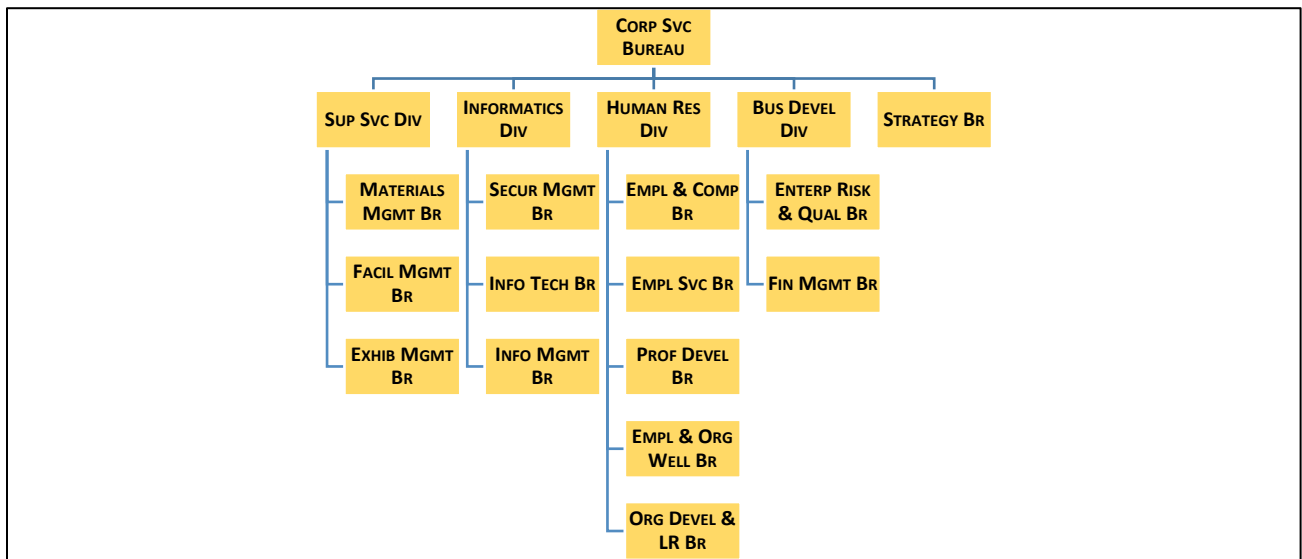 Corp Svc
Bureau
Sup Svc Div
Informatics
Div
Human Res
Div
Bus Devel
Div
Strategy Br
Materials
Mgmt Br
Secur Mgmt
Br
Empl & Comp
Br
Enterp Risk
& Qual Br
Facil Mgmt
Br
Info Tech Br
Empl Svc Br
Fin Mgmt Br
Exhib Mgmt
Br
Info Mgmt
Br
Prof Devel
Br
Empl & Org
Well Br
Org Devel &
LR Br